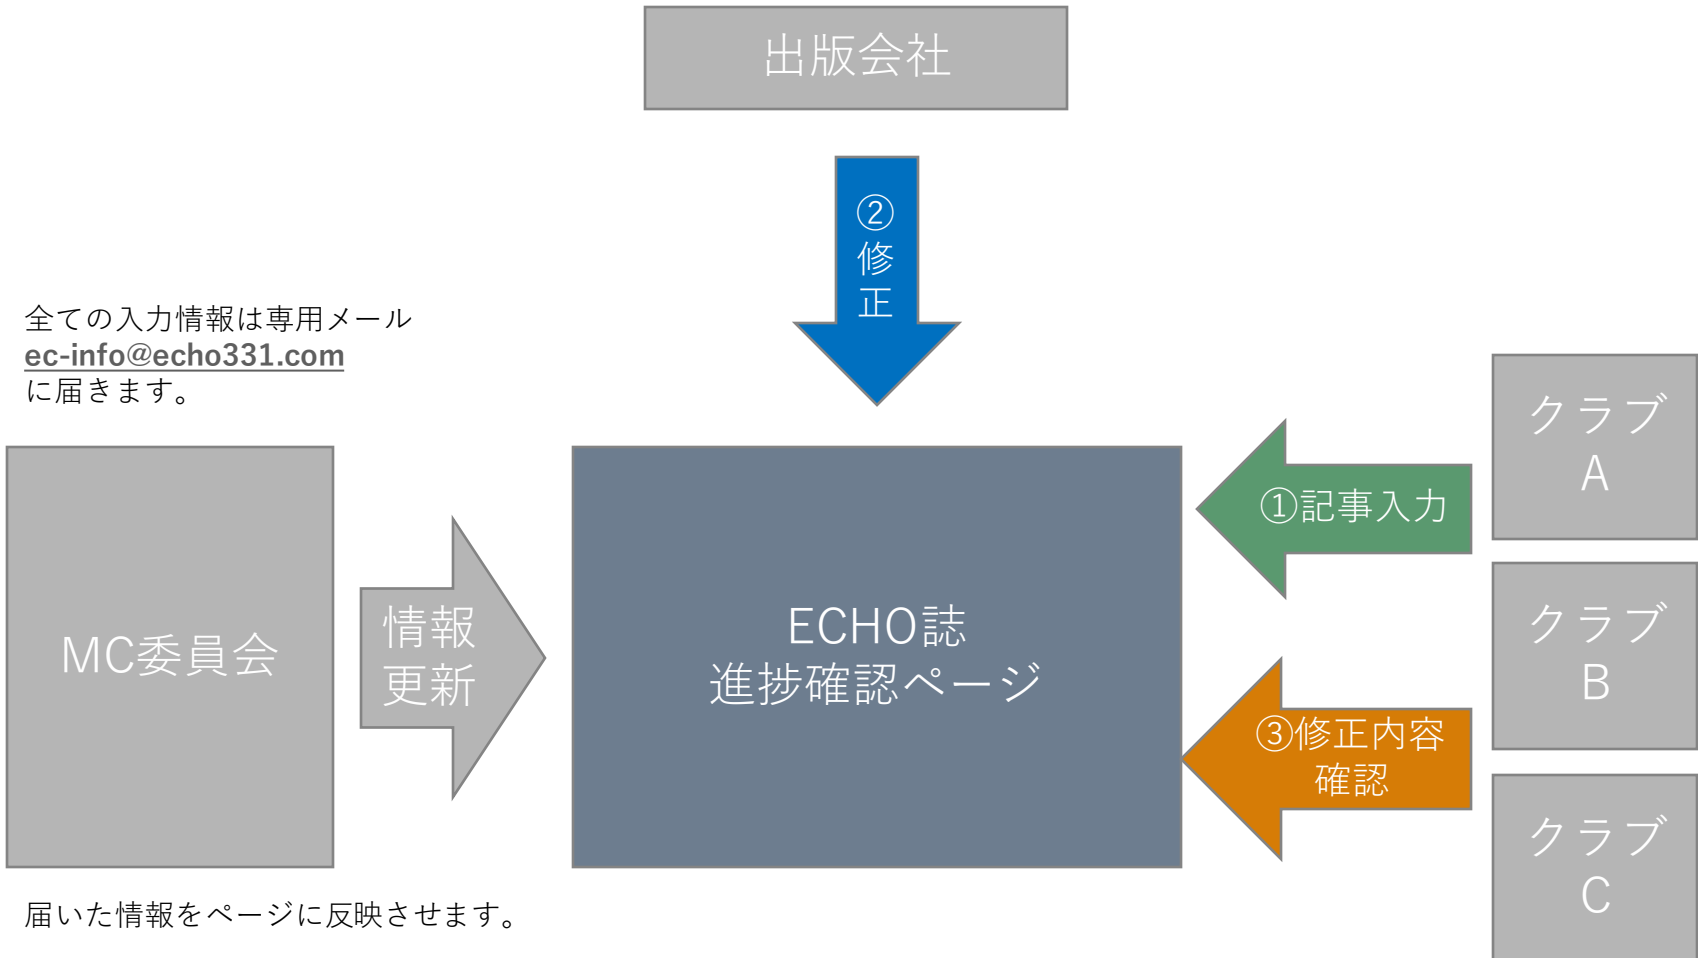 出版会社
②
修
正
全ての入力情報は専用メール
ec-info@echo331.com
に届きます。
クラブ
A
①記事入力
MC委員会
情報
更新
ECHO誌
進捗確認ページ
クラブ
B
③修正内容
確認
クラブ
C
届いた情報をページに反映させます。